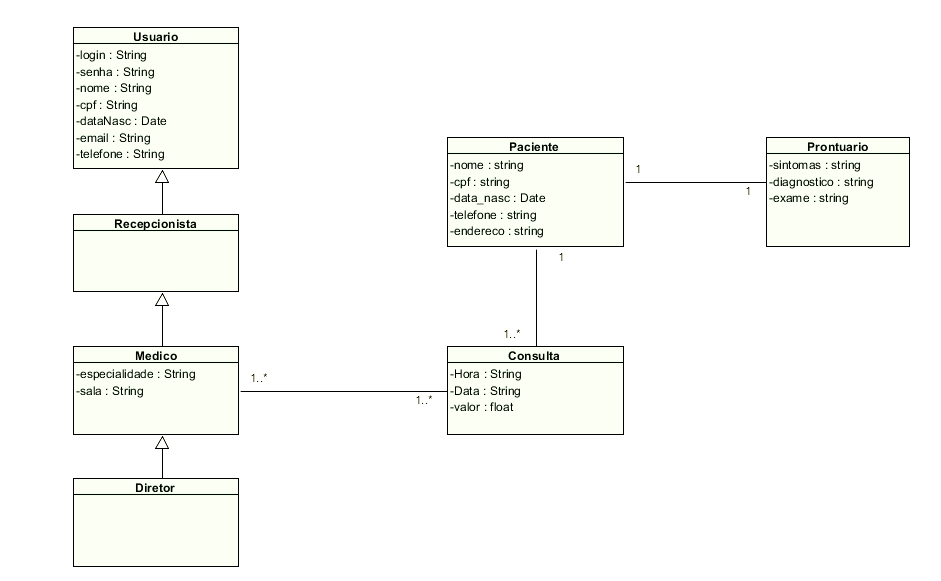 Usuario
-login : String
-senha : String
-nome : String
-cpf : String
-dataNasc : Date
-email : String
-telefone : String
Recepcionista
Medico
-especialidade : String
-sala : String
Diretor
Paciente
-nome : string
-cpf : string
-data_nasc : Date
-telefone : string
-endereco : string
1
1
Prontuario
-sintomas : string
-diagnostico : string
-exame : string
1
1..*
Consulta
-Hora : String
-Data : String
-valor : float
1..*
1..*